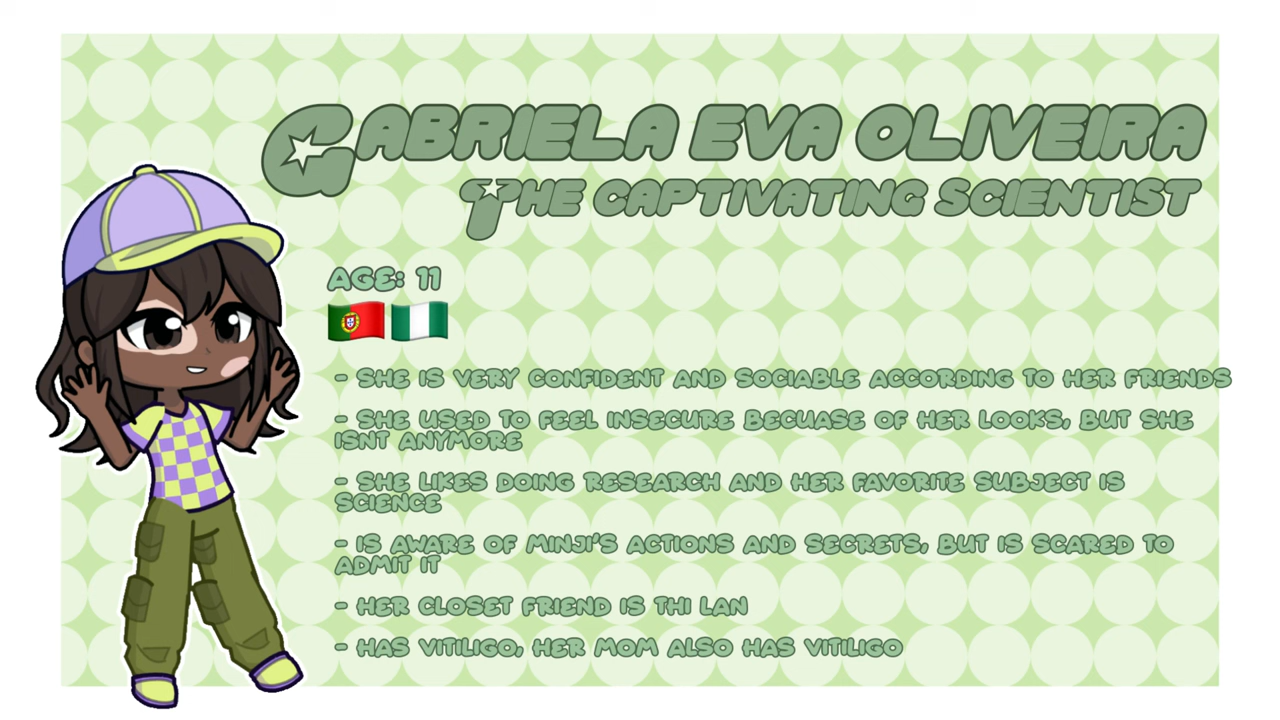 GABRIELA EVA OLIVEIRA
THE CAPTIVATING SCIENTIST
AGE: 11
- SHE IS VERY CONFIDENT AND SOCIABLE ACCORDING TO HER FRIENDS
- SHE USED TO FEEL INSECURE BECUASE OF HER LOOKS, BUT SHE
ISNT ANYMORE
- SHE LIKES DOING RESEARCH AND HER FAVORITE SUBJECT IS
SCIENCE
- IS AWARE OF MINJI'S ACTIONS AND SECRETS, BUT IS SCARED TO
ADMIT IT
- HER CLOSET FRIEND IS THI LAN
- HAS VITILIGO, HER MOM ALSO HAS VITILIGO